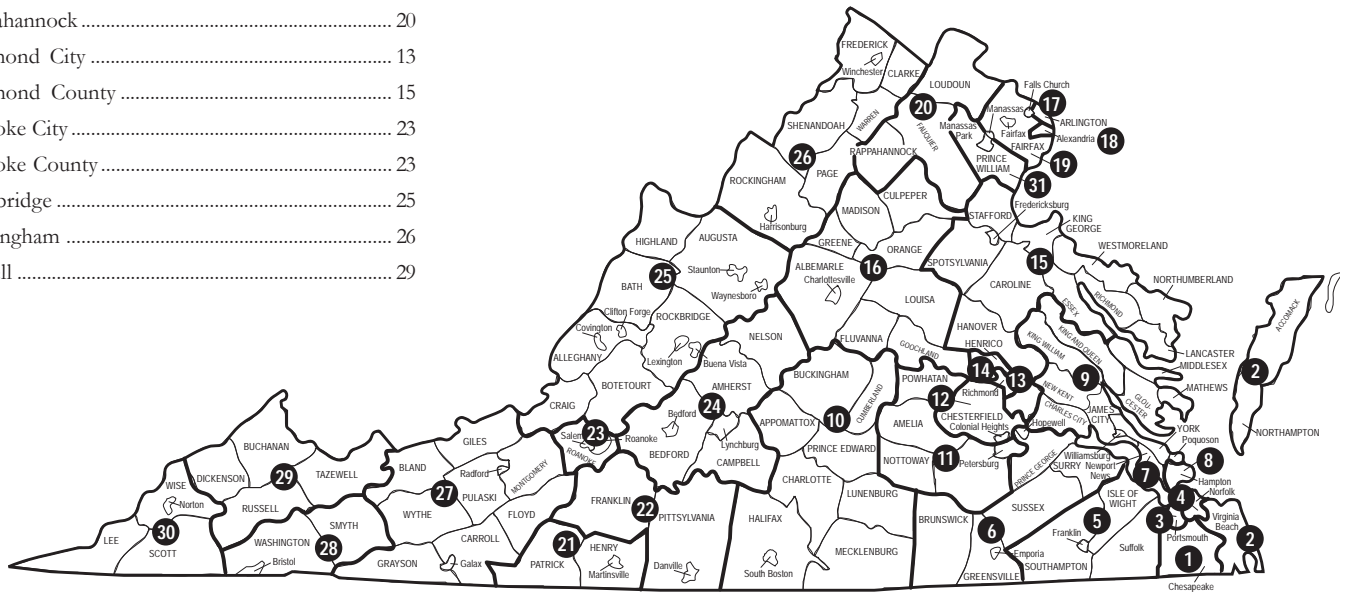 ahannock ........................................................... 20
mond City ......................................................... 13
mond County .................................................... 15
oke City ............................................................. 23
oke County ........................................................ 23
bridge ................................................................ 25
ngham ............................................................... 26
ll ........................................................................ 29
FREDERICK
Winchester
CLARKE
LOUDOUN
Falls Church
17
20
Manassas
ARLINGTON
SHENANDOAH
WARREN
FAUQUIER
Manassas
Park
Fairfax
Alexandria
18
FAIRFAX
RAPPAHANNOCK
26
PAGE
PRINCE
WILLIAM
19
31
ROCKINGHAM
CULPEPER
MADISON
STAFFORD
Fredericksburg
Harrisonburg
KING
GEORGE
HIGHLAND
AUGUSTA
GREENE
ORANGE
WESTMORELAND
SPOTSYLVANIA
15
ALBEMARLE
16
Charlottesville
Staunton
25
BATH
Waynesboro
CAROLINE
NORTHUMBERLAND
ESSEX
RICHMOND
LOUISA
Clifton Forge
ROCKBRIDGE
Covington
NELSON
FLUVANNA
GOOCHLAND
HANOVER
HENRICO
KING WILLIAM
KING AND QUEEN
ACCOMACK
LANCASTER
MIDDLESEX
ALLEGHANY
Lexington
Buena Vista
BUCKINGHAM
CUMBERLAND
POWHATAN
14
13
9
2
BOTETOURT
AMHERST
Richmond
NEW KENT
MATHEWS
CRAIG
24
12
CHARLES CITY
JAMES
CITY
GLOU-
CESTER
Bedford
APPOMATTOX
10
AMELIA
CHESTERFIELD
Colonial Heights
Hopewell
YORK
NORTHAMPTON
Salem
23
Roanoke
Lynchburg
ROANOKE
BEDFORD
CAMPBELL
PRINCE EDWARD
NOTTOWAY
11
Petersburg
PRINCE GEORGE
Williamsburg
SURRY
Newport
News
Poquoson
8
7
Hampton
GILES
BUCHANAN
BLAND
Radford
MONTGOMERY
DICKENSON
29
TAZEWELL
27
PULASKI
CHARLOTTE
LUNENBURG
WISE
Norton
RUSSELL
WYTHE
FLOYD
FRANKLIN
22
PITTSYLVANIA
HALIFAX
SUSSEX
ISLE OF
WIGHT
4
Norfolk
BRUNSWICK
6
5
3
Virginia
Beach
30
LEE
SCOTT
WASHINGTON
28
SMYTH
CARROLL
21
HENRY
MECKLENBURG
Emporia
Franklin
Suffolk
Portsmouth
2
1
Bristol
GRAYSON
Galax
PATRICK
Martinsville
Danville
South Boston
GREENSVILLE
SOUTHAMPTON
Chesapeake